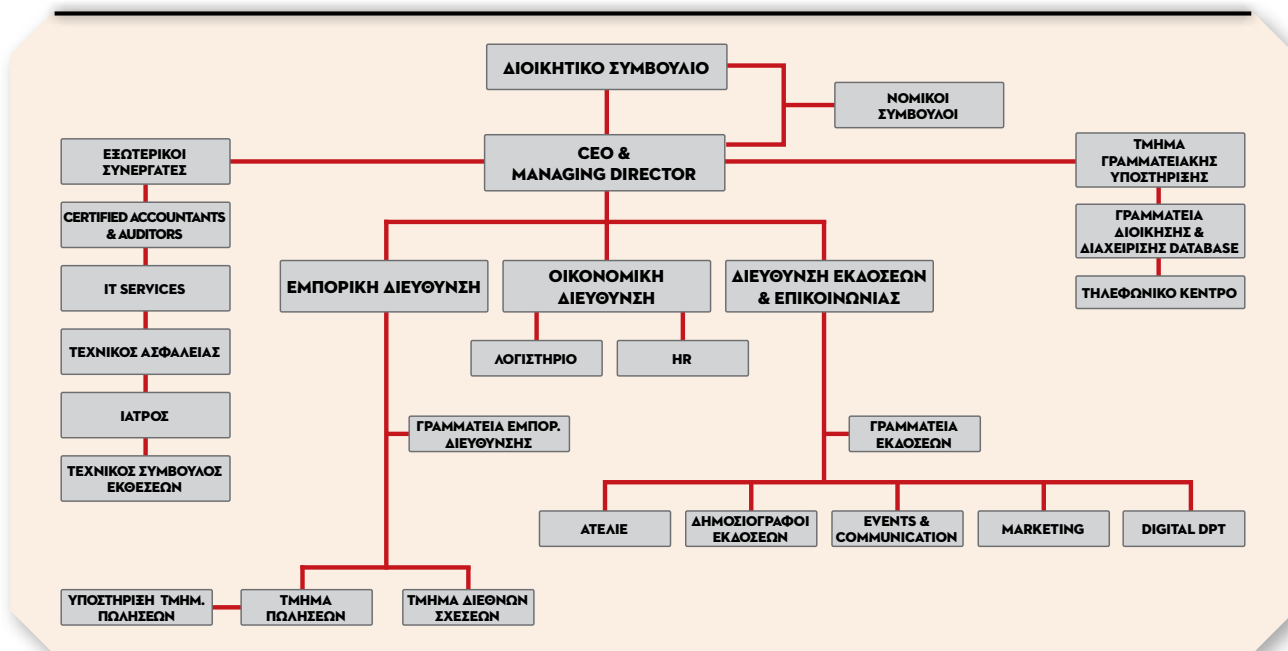 ΔΙΟΙΚΗΤΙΚΟ ΣΥΜΒΟΥΛΙΟ
ΝΟΜΙΚΟΙ
ΣΥΜΒΟΥΛΟΙ
ΕΞΩΤΕΡΙΚΟΙ
ΣΥΝΕΡΓΑΤΕΣ
CEO &
MANAGING DIRECTOR
ΤΜΗΜΑ
ΓΡΑΜΜΑΤΕΙΑΚΗΣ
ΥΠΟΣΤΗΡΙΞΗΣ
CERTIFIED ACCOUNTANTS
& AUDITORS
ΓΡΑΜΜΑΤΕΙΑ
ΔΙΟΙΚΗΣΗΣ &
ΔΙΑΧΕΙΡΙΣΗΣ DATABASE
IT SERVICES
ΕΜΠΟΡΙΚΗ ΔΙΕΥΘΥΝΣΗ
ΟΙΚΟΝΟΜΙΚΗ
ΔΙΕΥΘΥΝΣΗ
ΔΙΕΥΘΥΝΣΗ ΕΚΔΟΣΕΩΝ
& ΕΠΙΚΟΙΝΩΝΙΑΣ
ΤΗΛΕΦΩΝΙΚΟ ΚΕΝΤΡΟ
ΤΕΧΝΙΚΟΣ ΑΣΦΑΛΕΙΑΣ
ΛΟΓΙΣΤΗΡΙΟ
HR
ΙΑΤΡΟΣ
ΓΡΑΜΜΑΤΕΙΑ ΕΜΠΟΡ.
ΔΙΕΥΘΥΝΣΗΣ
ΓΡΑΜΜΑΤΕΙΑ
ΕΚΔΟΣΕΩΝ
ΤΕΧΝΙΚΟΣ ΣΥΜΒΟΥΛΟΣ
ΕΚΘΕΣΕΩΝ
ΑΤΕΛΙΕ
ΔΗΜΟΣΙΟΓΡΑΦΟΙ
ΕΚΔΟΣΕΩΝ
EVENTS &
COMMUNICATION
MARKETING
DIGITAL DPT
ΥΠΟΣΤΗΡΙΞΗ ΤΜΗΜ.
ΠΩΛΗΣΕΩΝ
ΤΜΗΜΑ
ΠΩΛΗΣΕΩΝ
ΤΜΗΜΑ ΔΙΕΘΝΩΝ
ΣΧΕΣΕΩΝ